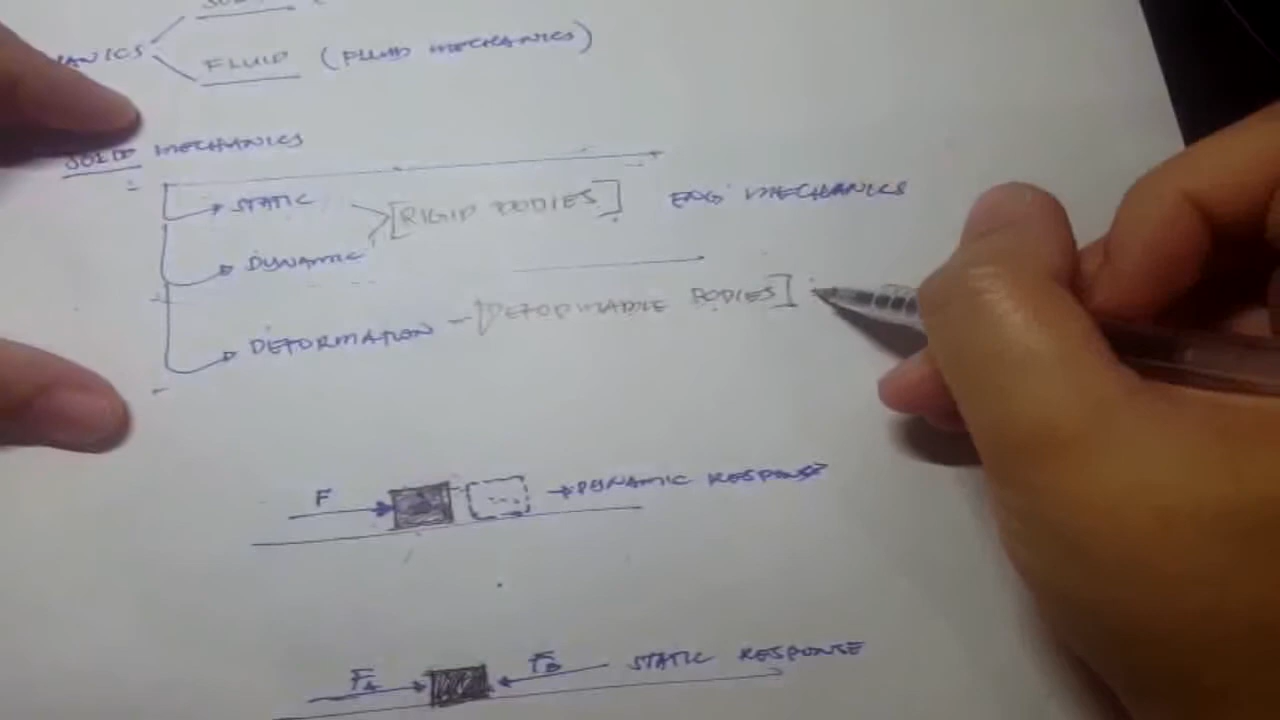 FLUID (FLUID MECHANICS)
SOLID MECHANICS
STATIC [RIGID BODIES] ENG' MECHANICS
DYNAMIC
DEFORMATION - [DEFORMABLE BODIES]
F DYNAMIC RESPONSE
FA FB STATIC RESPONSE